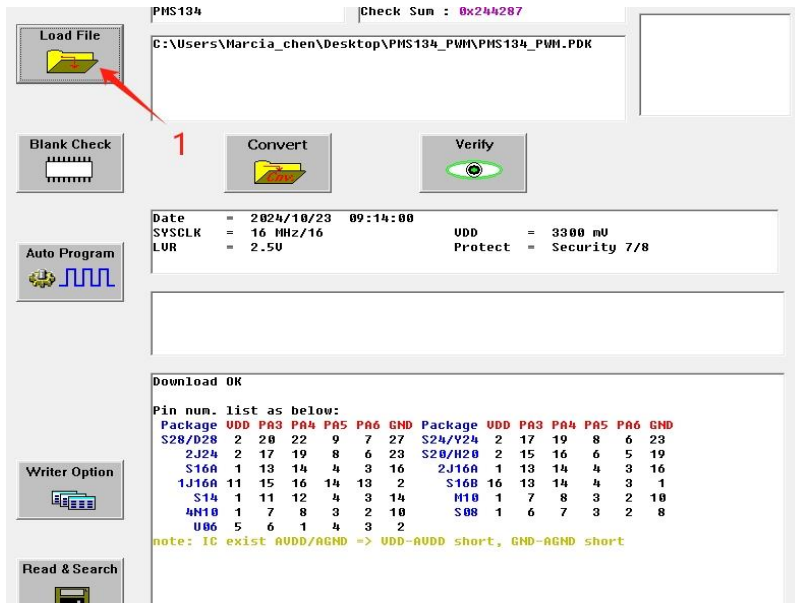 PMS134
Check Sum : 0x244287
Load File
C:\Users\Marcia_chen\Desktop\PMS134_PWM\PMS134_PWM.PDK
1
Blank Check
Convert
Cnv.
Verify
Date = 2024/10/23 09:14:00
SYSCLK = 16 MHz/16 VDD = 3300 mV
LVR = 2.5V Protect = Security 7/8
Auto Program
Download OK
Pin num. list as below:
Package VDD PA3 PA4 PA5 PA6 GND Package VDD PA3 PA4 PA5 PA6 GND
S28/D28 2 20 22 9 7 27 S24/Y24 2 17 19 8 6 23
2J24 2 17 19 8 6 23 S20/H20 2 15 16 6 5 19
S16A 1 13 14 4 3 16 2J16A 1 13 14 4 3 16
1J16A 11 15 16 14 13 2 S16B 16 13 14 4 3 1
S14 1 11 12 4 3 14 M10 1 7 8 3 2 10
4N10 1 7 8 3 2 10 S08 1 6 7 3 2 8
U06 5 6 1 4 3 2
note: IC exist AVDD/AGND => VDD-AVDD short, GND-AGND short
Writer Option
Read & Search